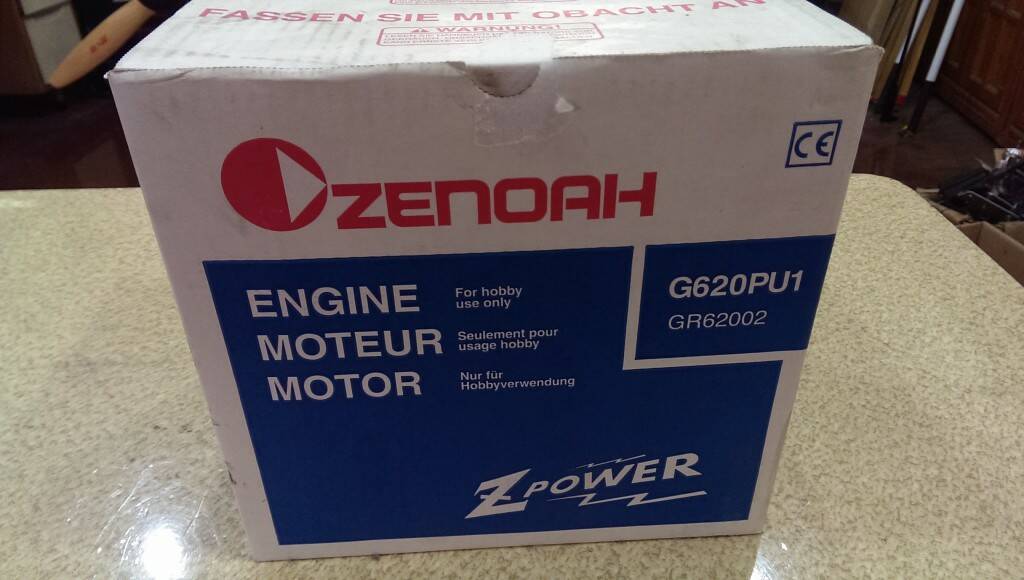 FASSEN SIE MIT OBACHT AN
WARNUNG!
ZENOAH
CE
ENGINE
For hobby
use only
MOTEUR
Seulement pour
usage hobby
MOTOR
Nur für
Hobbyverwendung
G620PU1
GR62002
Z POWER